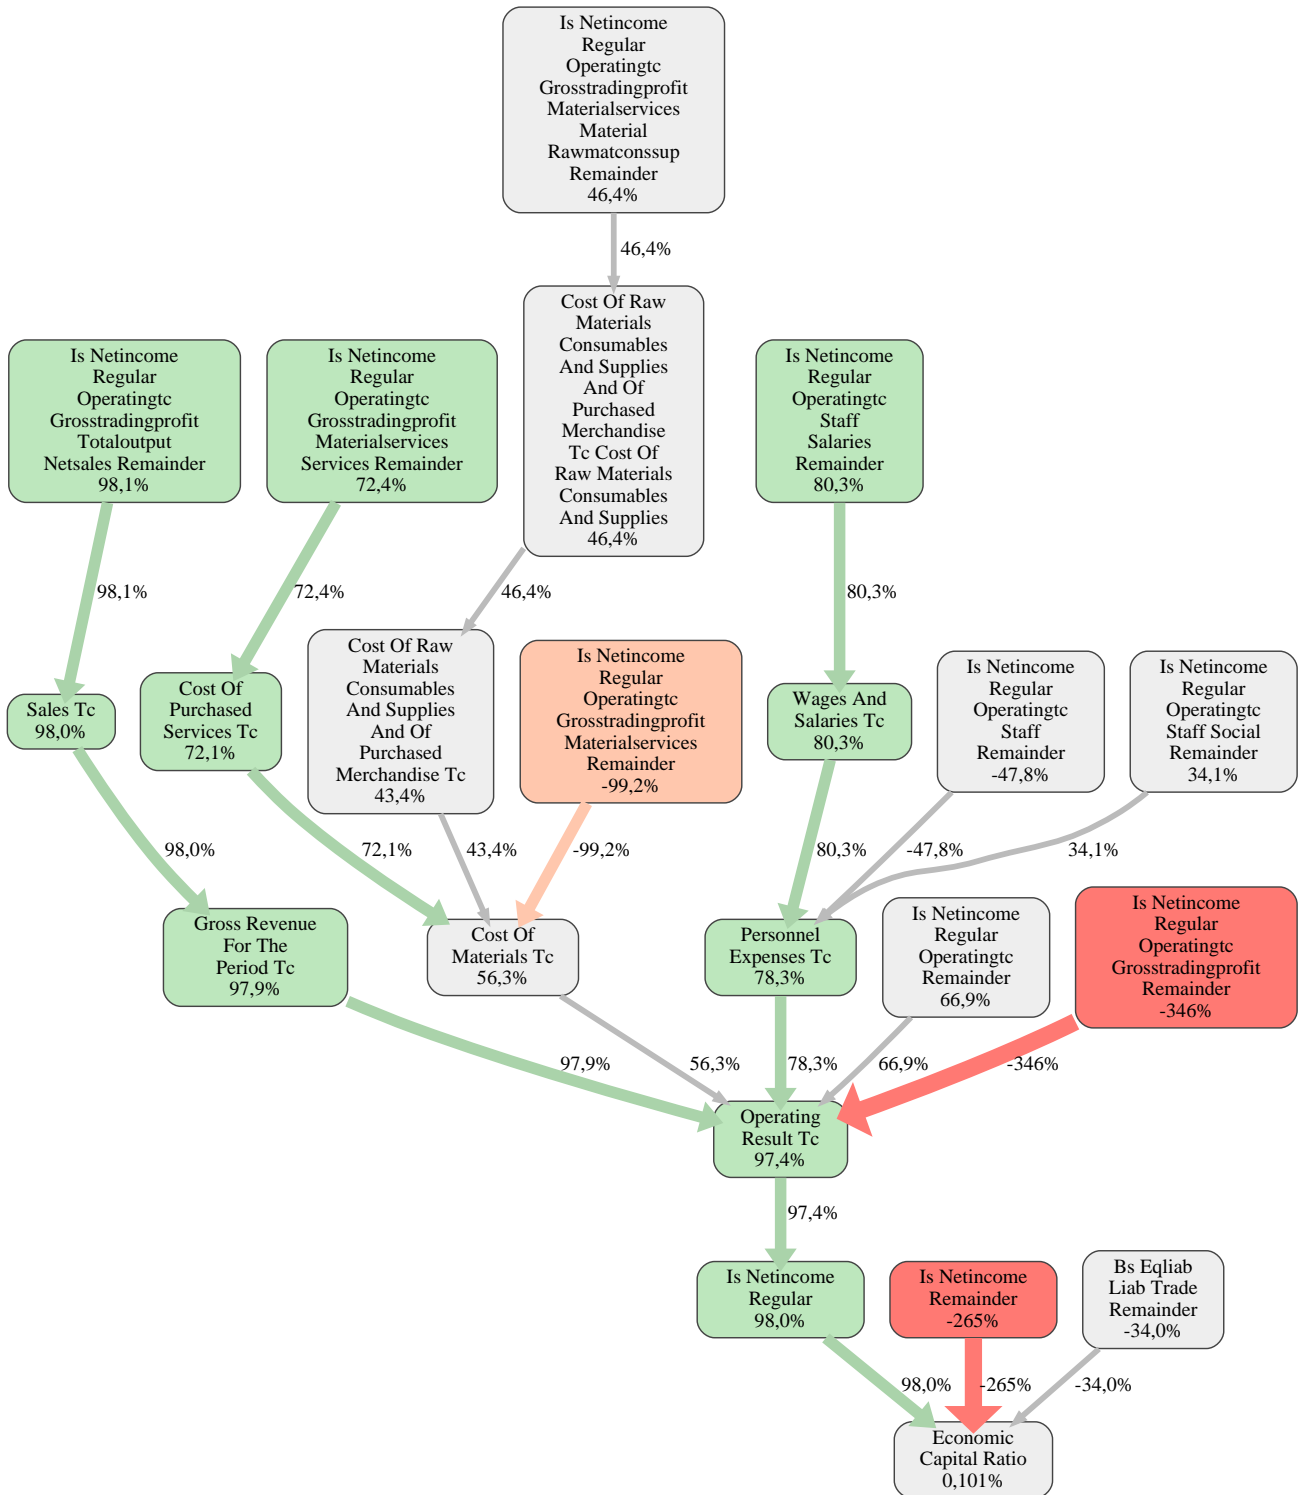 Is Netincome
Regular
Operatingtc
Grosstradingprofit
Materialservices
Material
Rawmatconssup
Remainder
46,4%
46,4%
Cost Of Raw
Materials
Consumables
And Supplies
And Of
Purchased
Merchandise
Tc Cost Of
Raw Materials
Consumables
And Supplies
46,4%
Is Netincome
Regular
Operatingtc
Grosstradingprofit
Totaloutput
Netsales Remainder
98,1%
Is Netincome
Regular
Operatingtc
Grosstradingprofit
Materialservices
Services Remainder
72,4%
Is Netincome
Regular
Operatingtc
Staff
Salaries
Remainder
80,3%
98,1%
72,4%
46,4%
80,3%
Sales Tc
98,0%
Cost Of
Purchased
Services Tc
72,1%
Cost Of Raw
Materials
Consumables
And Supplies
And Of
Purchased
Merchandise Tc
43,4%
Is Netincome
Regular
Operatingtc
Grosstradingprofit
Materialservices
Remainder
-99,2%
Wages And
Salaries Tc
80,3%
Is Netincome
Regular
Operatingtc
Staff
Remainder
-47,8%
Is Netincome
Regular
Operatingtc
Staff Social
Remainder
34,1%
98,0%
72,1%
43,4%
-99,2%
80,3%
-47,8%
34,1%
Gross Revenue
For The
Period Tc
97,9%
Cost Of
Materials Tc
56,3%
Personnel
Expenses Tc
78,3%
Is Netincome
Regular
Operatingtc
Remainder
66,9%
Is Netincome
Regular
Operatingtc
Grosstradingprofit
Remainder
-346%
97,9%
56,3%
78,3%
66,9%
-346%
Operating
Result Tc
97,4%
97,4%
Is Netincome
Regular
98,0%
Is Netincome
Remainder
-265%
Bs Eqliab
Liab Trade
Remainder
-34,0%
98,0%
-265%
-34,0%
Economic
Capital Ratio
0,101%